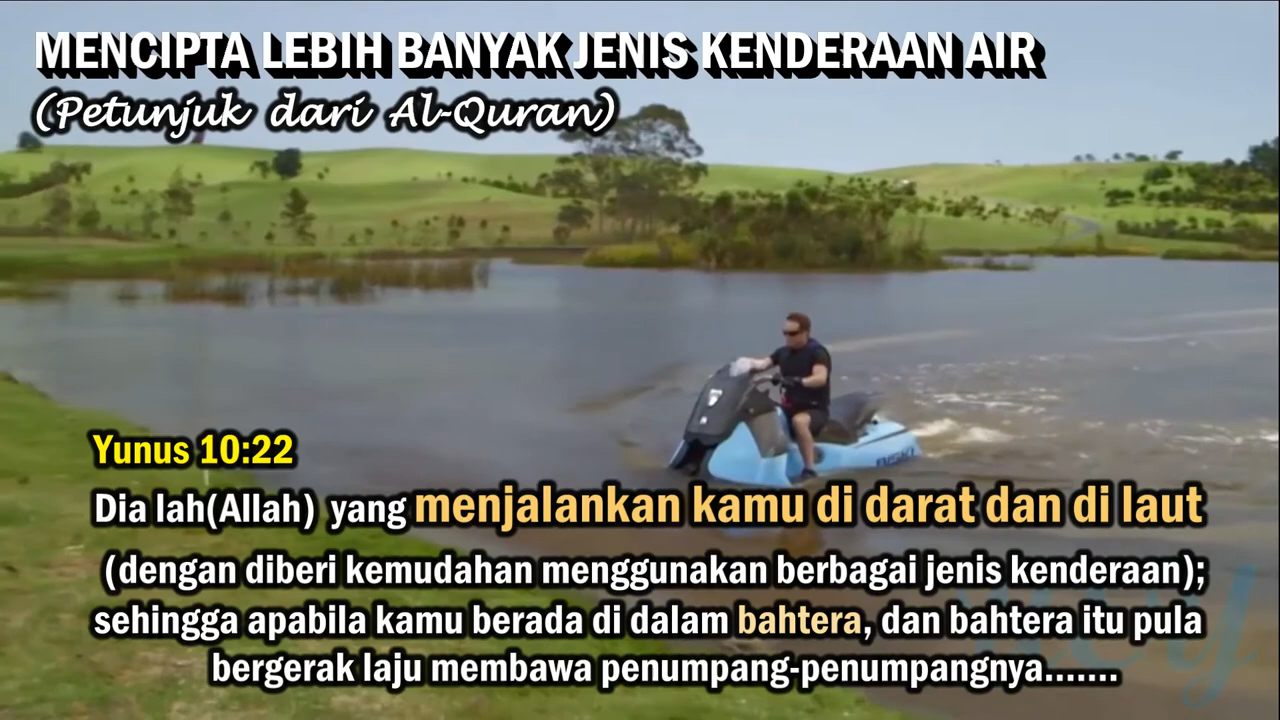 MENCIPTA LEBIH BANYAK JENIS KENDERAAN AIR
(Petunjuk dari Al-Quran)
Yunus 10:22
Dia lah(Allah) yang menjalankan kamu di darat dan di laut
(dengan diberi kemudahan menggunakan berbagai jenis kenderaan);
sehingga apabila kamu berada di dalam bahtera, dan bahtera itu pula
bergerak laju membawa penumpang-penumpangnya.......